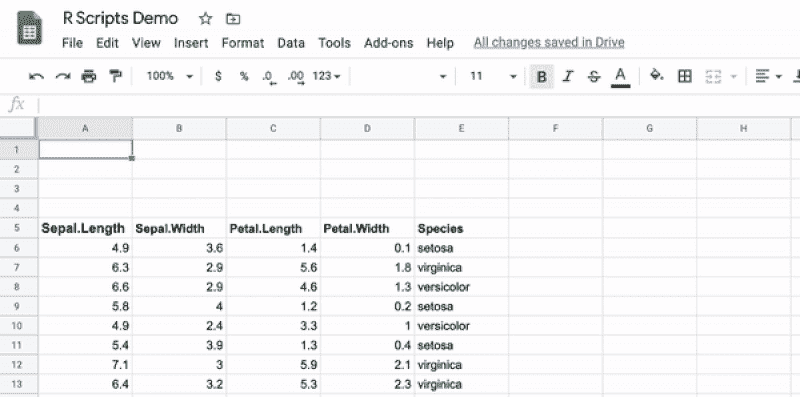 R Scripts Demo
File Edit View Insert Format Data Tools Add-ons Help All changes saved in Drive
100% $ % .0 .00 123 11 B I S A
fx
A B C D E F G H
1
2
3
4
5 Sepal.Length Sepal.Width Petal.Length Petal.Width Species
6 4.9 3.6 1.4 0.1 setosa
7 6.3 2.9 5.6 1.8 virginica
8 6.6 2.9 4.6 1.3 versicolor
9 5.8 4 1.2 0.2 setosa
10 4.9 2.4 3.3 1 versicolor
11 5.4 3.9 1.3 0.4 setosa
12 7.1 3 5.9 2.1 virginica
13 6.4 3.2 5.3 2.3 virginica